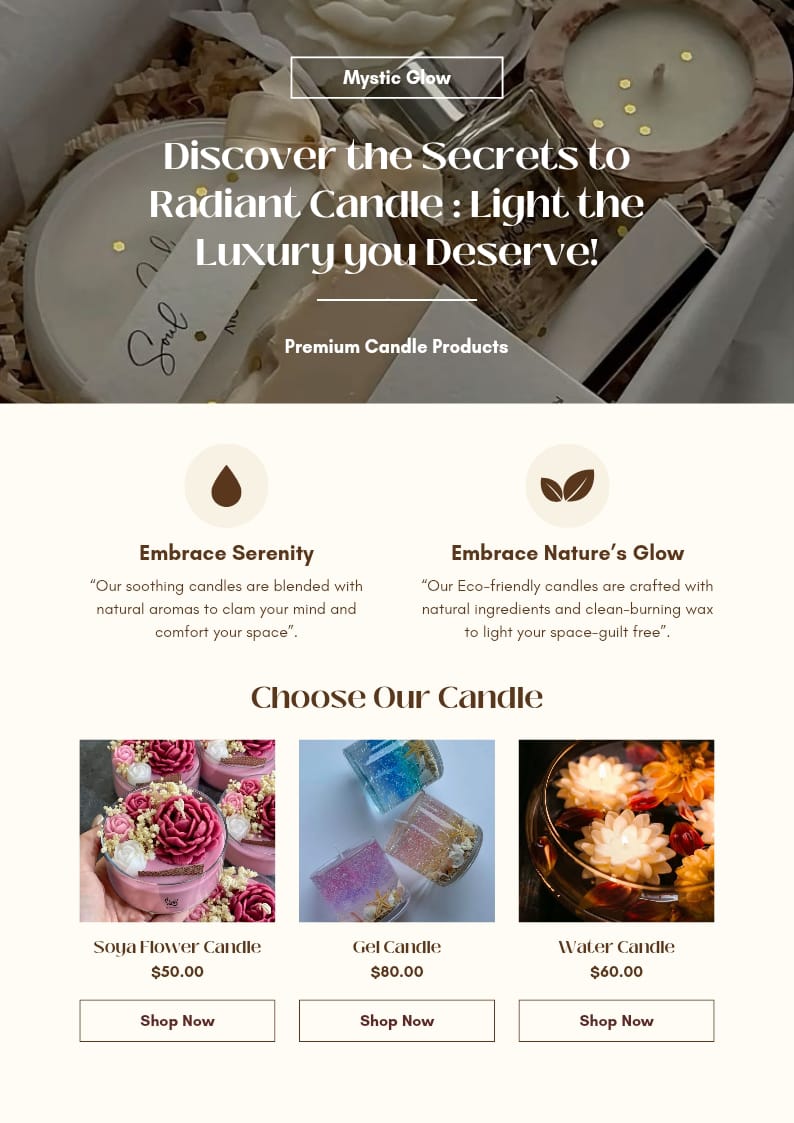 Mystic Glow
Discover the Secrets to
Radiant Candle : Light the
Luxury you Deserve!
Soul
Premium Candle Products
Embrace Serenity
“Our soothing candles are blended with
natural aromas to clam your mind and
comfort your space”.
Embrace Nature’s Glow
“Our Eco-friendly candles are crafted with
natural ingredients and clean-burning wax
to light your space-guilt free”.
Choose Our Candle
Soya Flower Candle
$50.00
Shop Now
Gel Candle
$80.00
Shop Now
Water Candle
$60.00
Shop Now